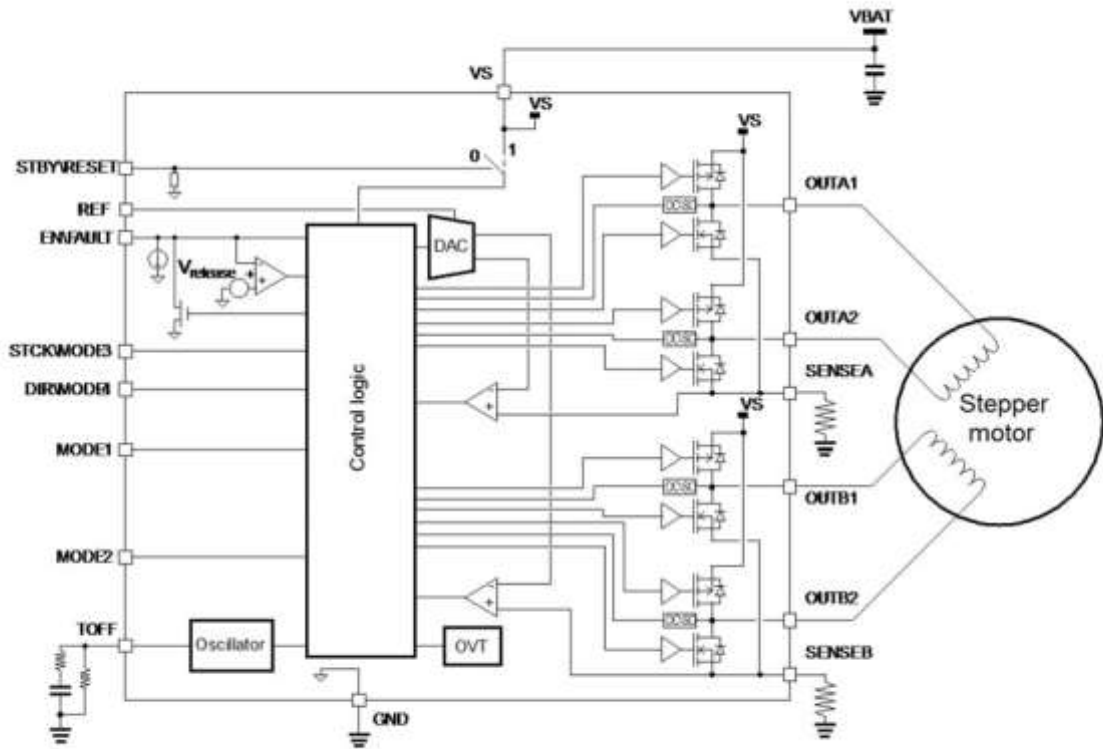 VBAT
VS
VS
VS
0
1
STBY\RESET
OUTA1
REF
EN\FAULT
DAC
Vrelease
OUTA2
STCK\MODE3
SENSEA
DIR\MODE4
VS
Stepper
motor
Control logic
MODE1
OUTB1
MODE2
OUTB2
TOFF
Oscillator
OVT
SENSEB
GND